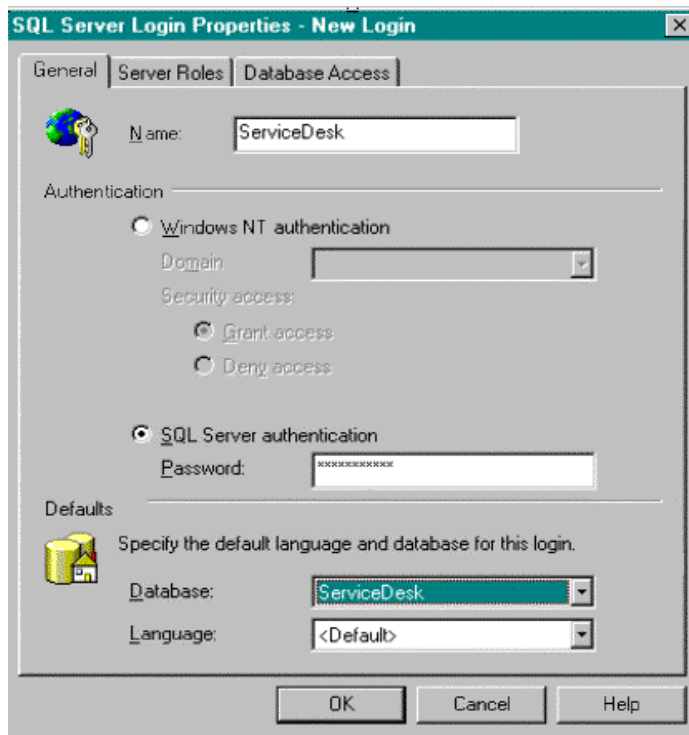 SQL Server Login Properties - New Login
General Server Roles Database Access
Name: ServiceDesk
Authentication
Windows NT authentication
Domain
Security access:
Grant access
Deny access
SQL Server authentication
Password: ***********
Defaults
Specify the default language and database for this login.
Database: ServiceDesk
Language: <Default>
OK Cancel Help